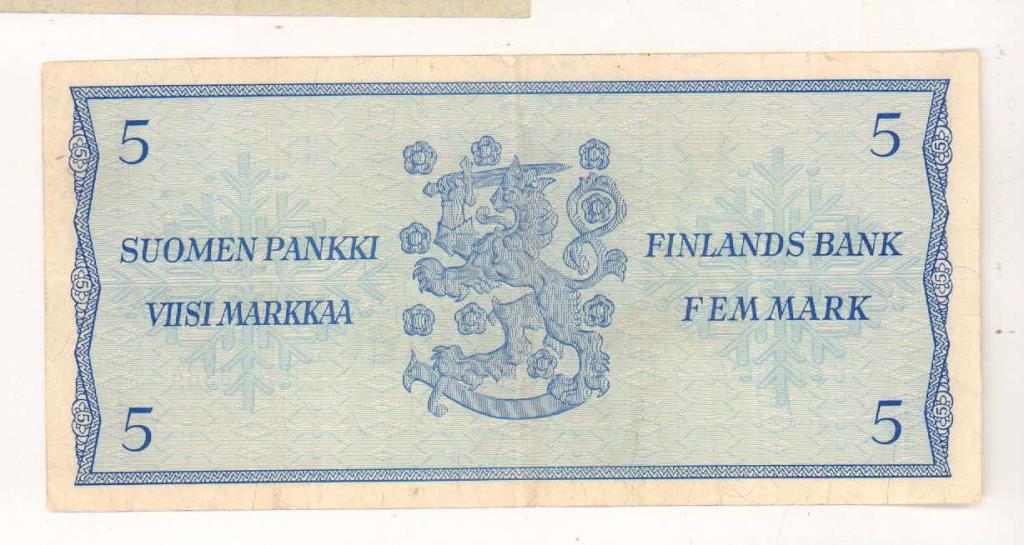 5
5
SUOMEN PANKKI
FINLANDS BANK
VIISI MARKKAA
FEM MARK
5
5